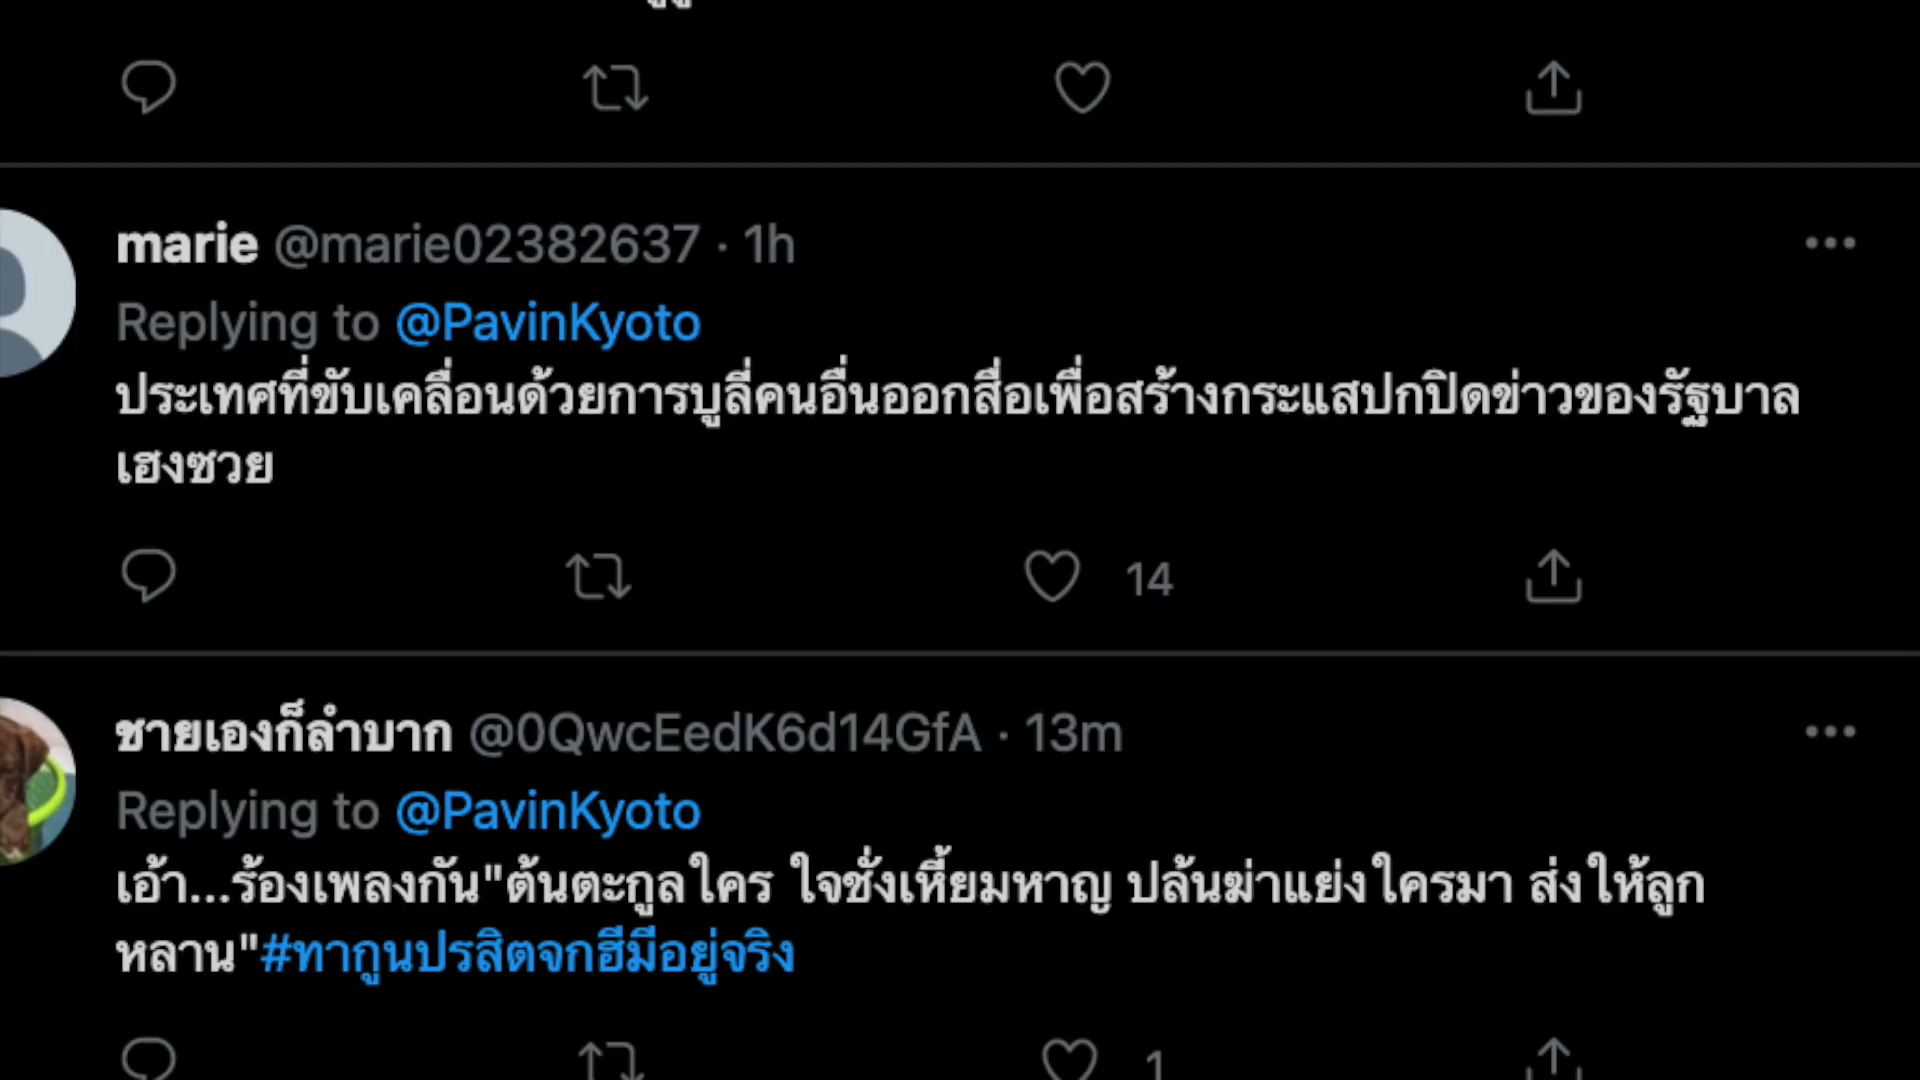 marie @marie02382637 · 1h
Replying to @PavinKyoto
ประเทศที่ขับเคลื่อนด้วยการบูลี่คนอื่นออกสื่อเพื่อสร้างกระแสปกปิดข่าวของรัฐบาล
เฮงซวย
14
ชายเองก็ลำบาก @0QwcEedK6d14GfA · 13m
Replying to @PavinKyoto
เอ้า...ร้องเพลงกัน"ต้นตะกูลใคร ใจชั่งเหี้ยมหาญ ปล้นฆ่าแย่งใครมา ส่งให้ลูก
หลาน"#ทากูนปรสิตจกฮีมีอยู่จริง
1